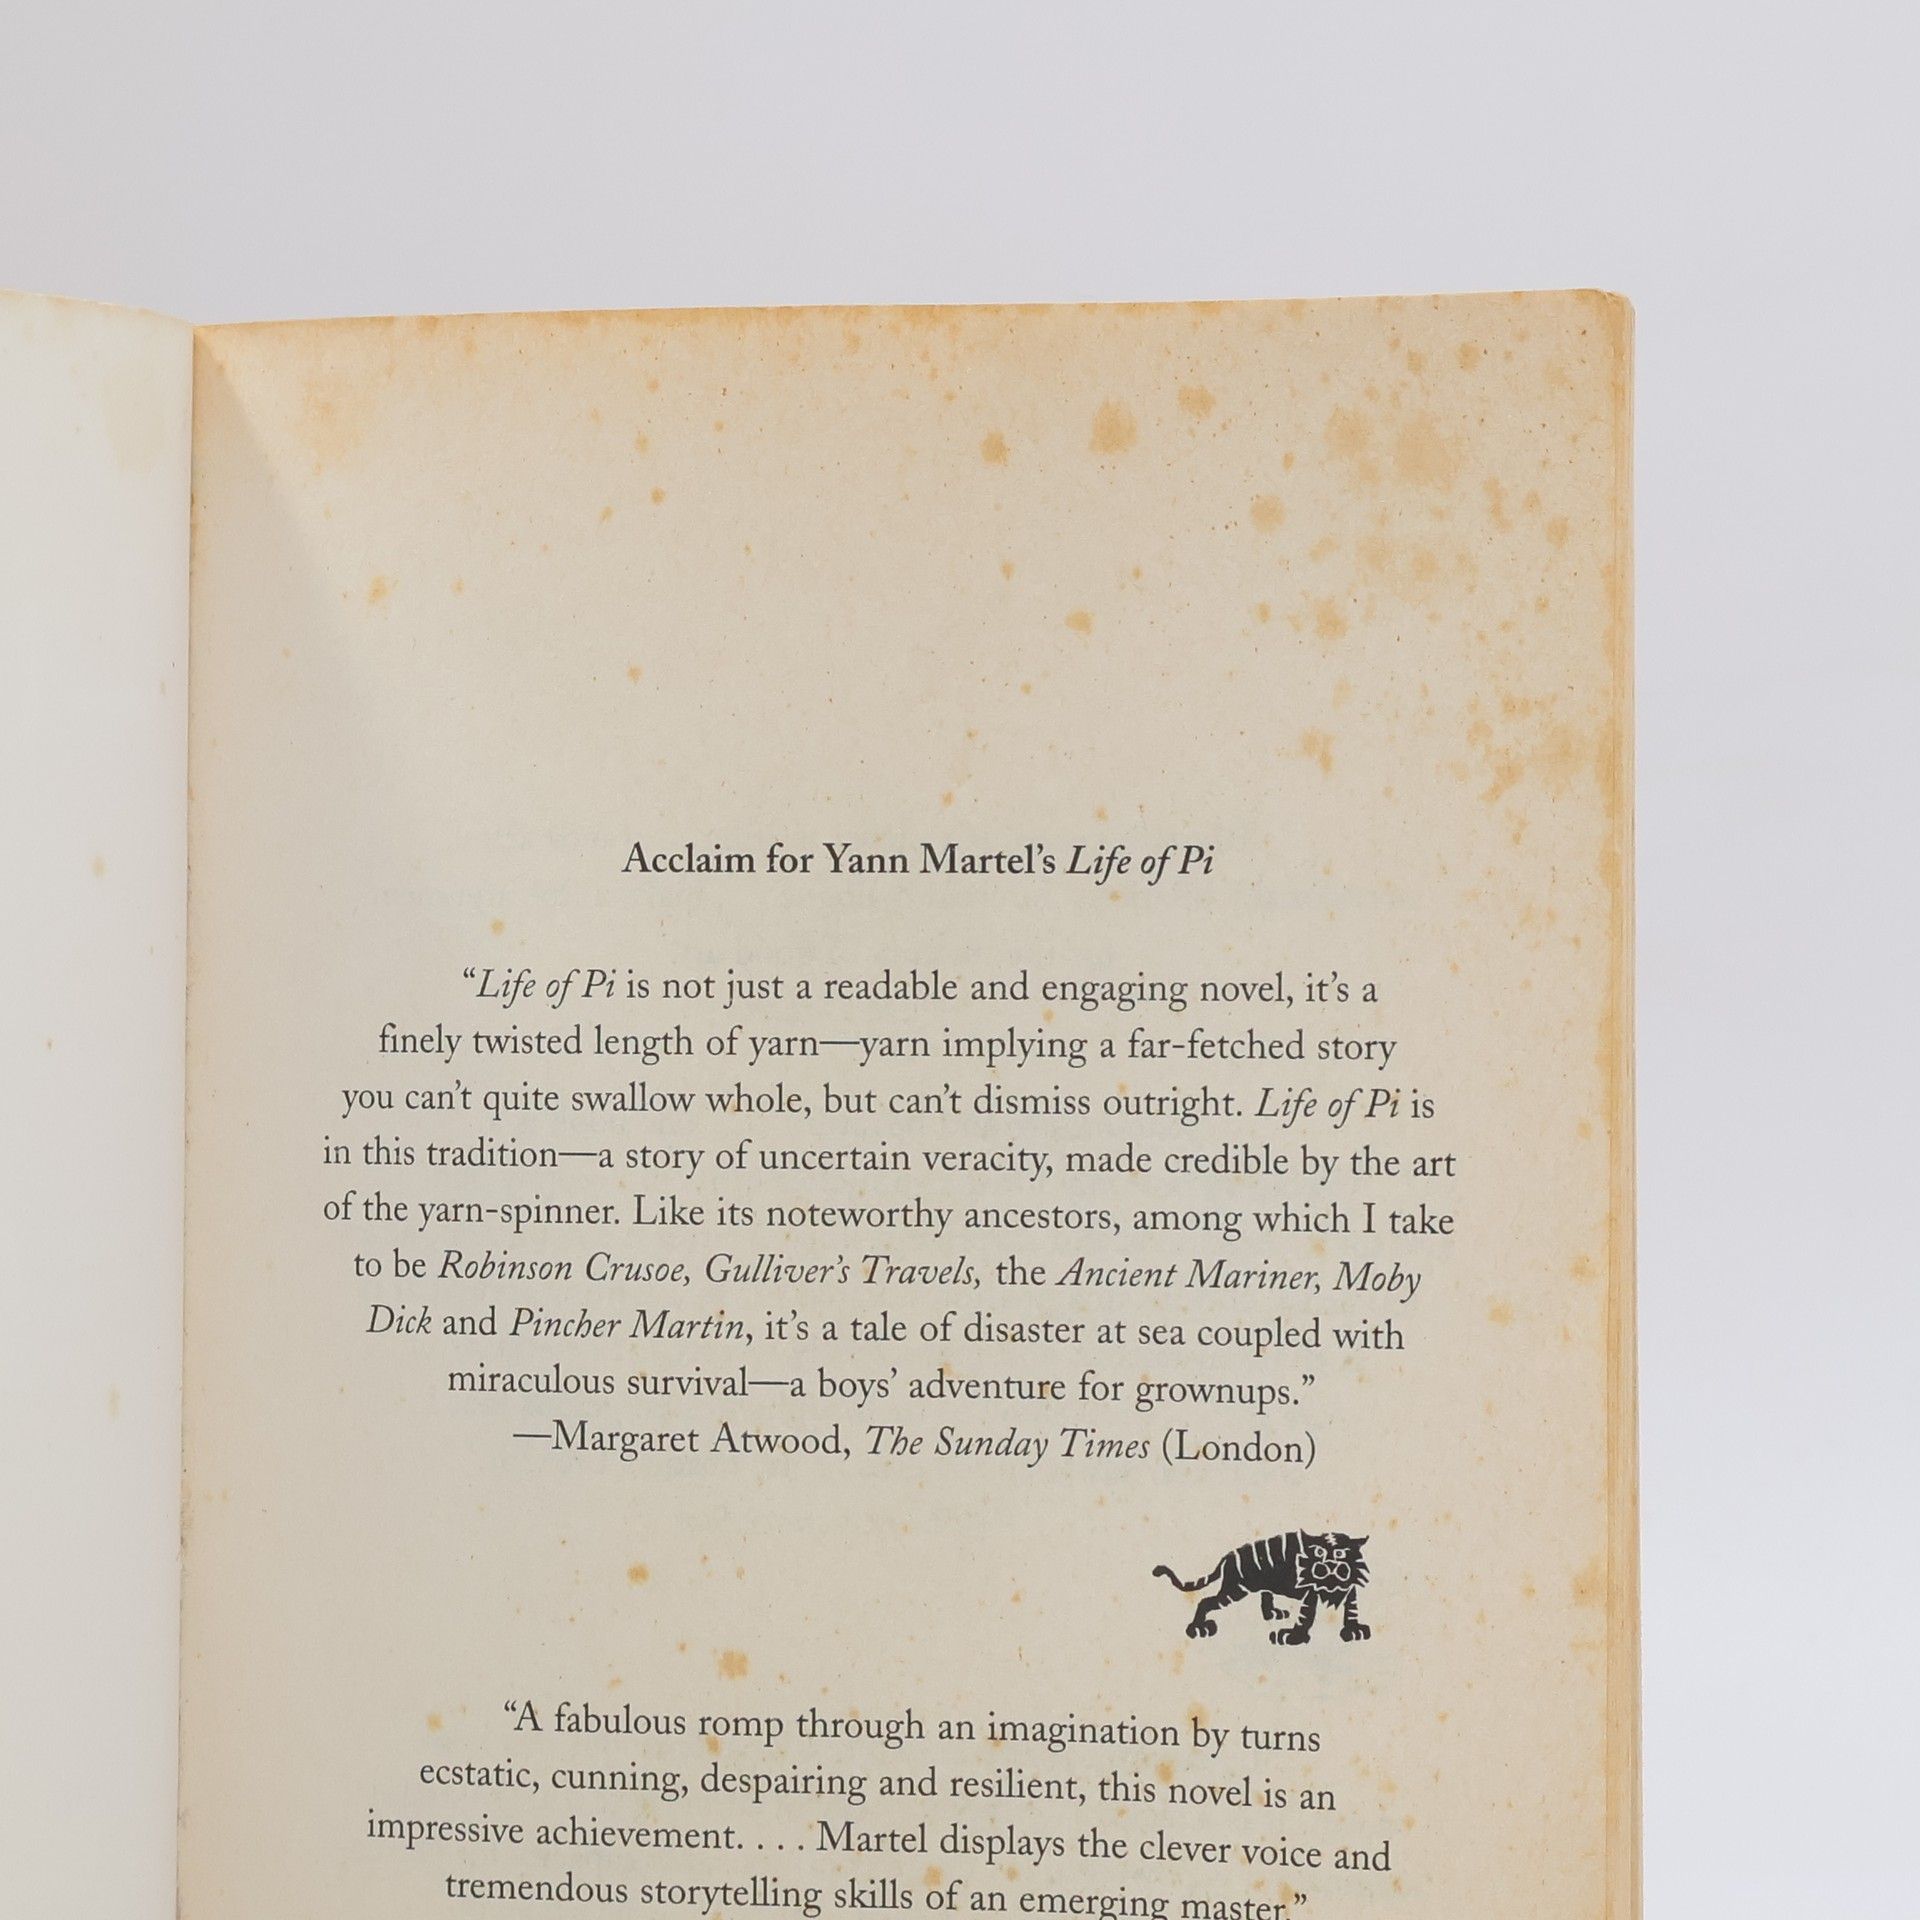 Acclaim for Yann Martel’s Life of Pi
“Life of Pi is not just a readable and engaging novel, it’s a
finely twisted length of yarn—yarn implying a far-fetched story
you can’t quite swallow whole, but can’t dismiss outright. Life of Pi is
in this tradition—a story of uncertain veracity, made credible by the art
of the yarn-spinner. Like its noteworthy ancestors, among which I take
to be Robinson Crusoe, Gulliver’s Travels, the Ancient Mariner, Moby
Dick and Pincher Martin, it’s a tale of disaster at sea coupled with
miraculous survival—a boys’ adventure for grownups.”
—Margaret Atwood, The Sunday Times (London)
“A fabulous romp through an imagination by turns
ecstatic, cunning, despairing and resilient, this novel is an
impressive achievement. . . . Martel displays the clever voice and
tremendous storytelling skills of an emerging master.”